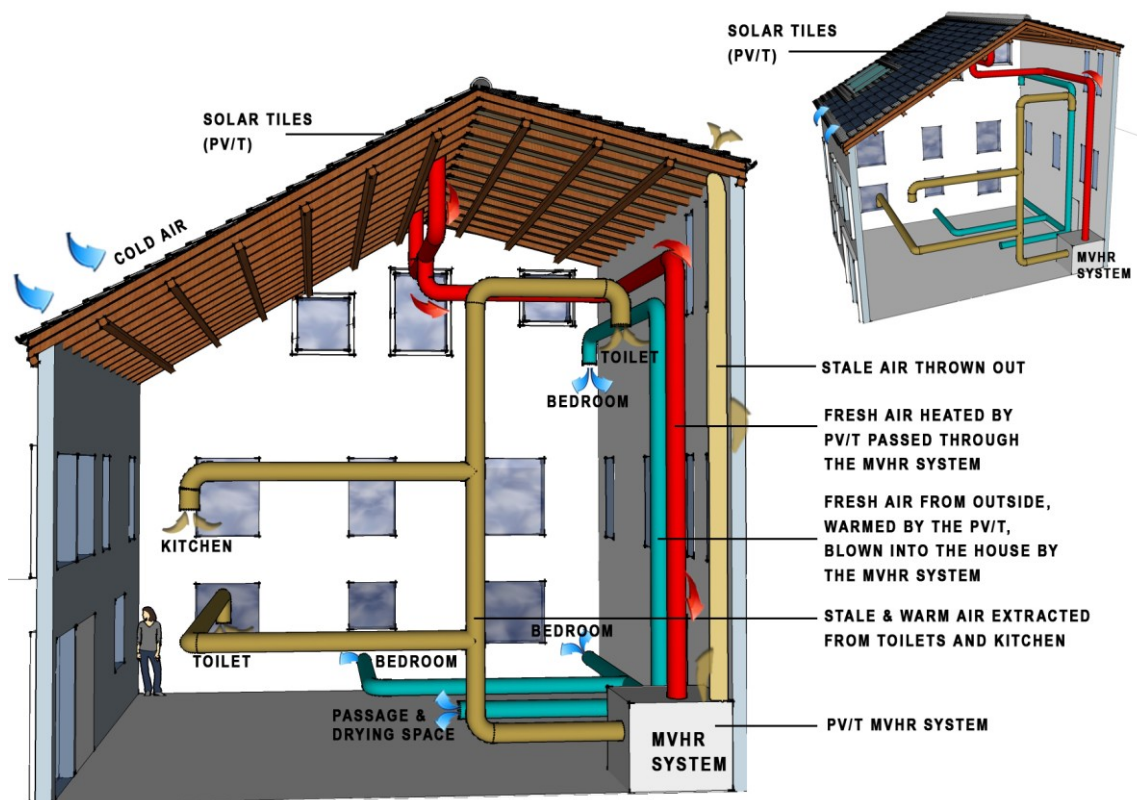 SOLAR TILES
(PV/T)
SOLAR TILES
(PV/T)
COLD AIR
MVHR
SYSTEM
TOILET
BEDROOM
STALE AIR THROWN OUT
FRESH AIR HEATED BY
PV/T PASSED THROUGH
THE MVHR SYSTEM
FRESH AIR FROM OUTSIDE,
WARMED BY THE PV/T,
BLOWN INTO THE HOUSE BY
THE MVHR SYSTEM
KITCHEN
STALE & WARM AIR EXTRACTED
FROM TOILETS AND KITCHEN
BEDROOM
TOILET
BEDROOM
PASSAGE &
DRYING SPACE
PV/T MVHR SYSTEM
MVHR
SYSTEM